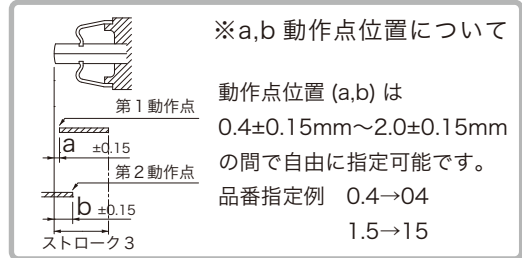 ※a,b 動作点位置について
動作点位置 (a,b) は
0.4±0.15mm〜2.0±0.15mm
の間で自由に指定可能です。
品番指定例　0.4→04
1.5→15
第1動作点
a ±0.15
第2動作点
b ±0.15
ストローク3